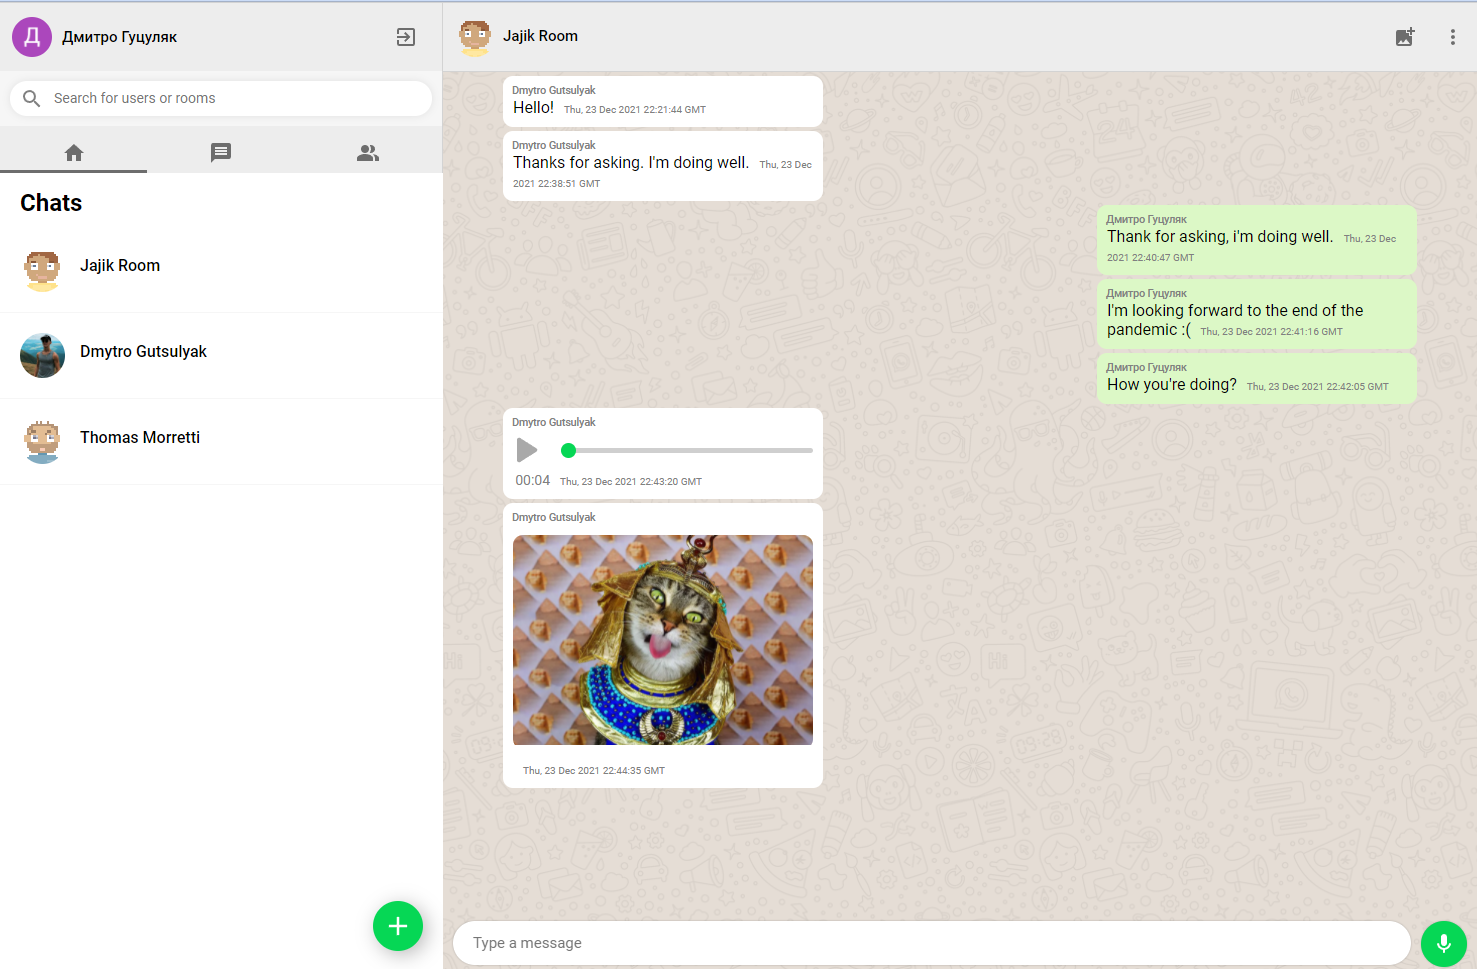 Д
Дмитро Гуцуляк
Search for users or rooms
Chats
Jajik Room
Dmytro Gutsulyak
Thomas Morretti
Jajik Room
Dmytro Gutsulyak
Hello! Thu, 23 Dec 2021 22:21:44 GMT
Dmytro Gutsulyak
Thanks for asking. I'm doing well. Thu, 23 Dec
2021 22:38:51 GMT
Дмитро Гуцуляк
Thank for asking, i'm doing well. Thu, 23 Dec
2021 22:40:47 GMT
Дмитро Гуцуляк
I'm looking forward to the end of the
pandemic :( Thu, 23 Dec 2021 22:41:16 GMT
Дмитро Гуцуляк
How you're doing? Thu, 23 Dec 2021 22:42:05 GMT
Dmytro Gutsulyak
00:04 Thu, 23 Dec 2021 22:43:20 GMT
Dmytro Gutsulyak
Thu, 23 Dec 2021 22:44:35 GMT
Type a message